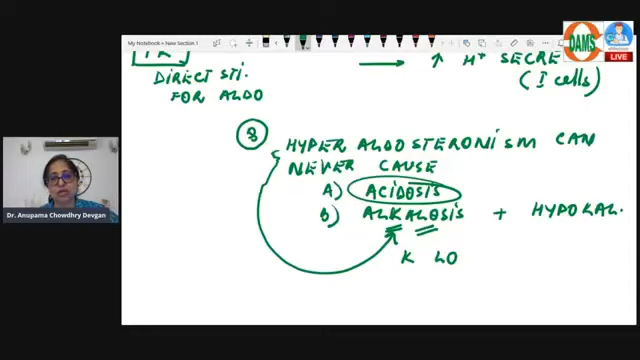 My Notebook > New Section 1
DAMS
LIVE
↑K
DIRECT STI.
FOR ALDO
→ ↑ H+ SECRE
(I cells)
8 HYPER ALDOSTERONISM CAN
NEVER CAUSE
A) ACIDOSIS
B) ALKALOSIS + HYPOKAL.
K LO
Dr. Anupama Chowdhry Devgan